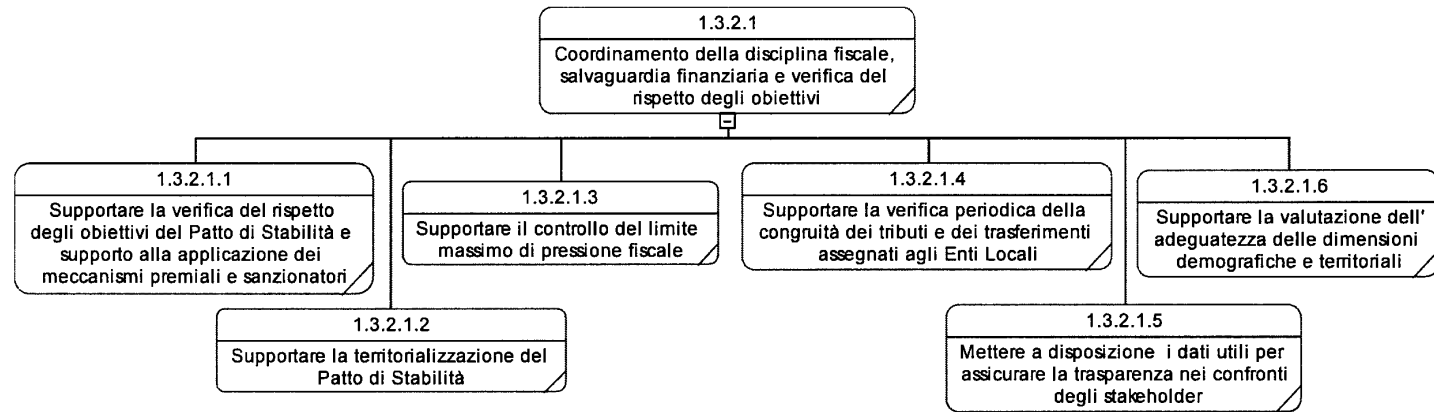 1.3.2.1
Coordinamento della disciplina fiscale,
salvaguardia finanziaria e verifica del
rispetto degli obiettivi
1.3.2.1.1
Supportare la verifica del rispetto
degli obiettivi del Patto di Stabilità e
supporto alla applicazione dei
meccanismi premiali e sanzionatori
1.3.2.1.2
Supportare la territorializzazione del
Patto di Stabilità
1.3.2.1.3
Supportare il controllo del limite
massimo di pressione fiscale
1.3.2.1.4
Supportare la verifica periodica della
congruità dei tributi e dei trasferimenti
assegnati agli Enti Locali
1.3.2.1.5
Mettere a disposizione i dati utili per
assicurare la trasparenza nei confronti
degli stakeholder
1.3.2.1.6
Supportare la valutazione dell'
adeguatezza delle dimensioni
demografiche e territoriali